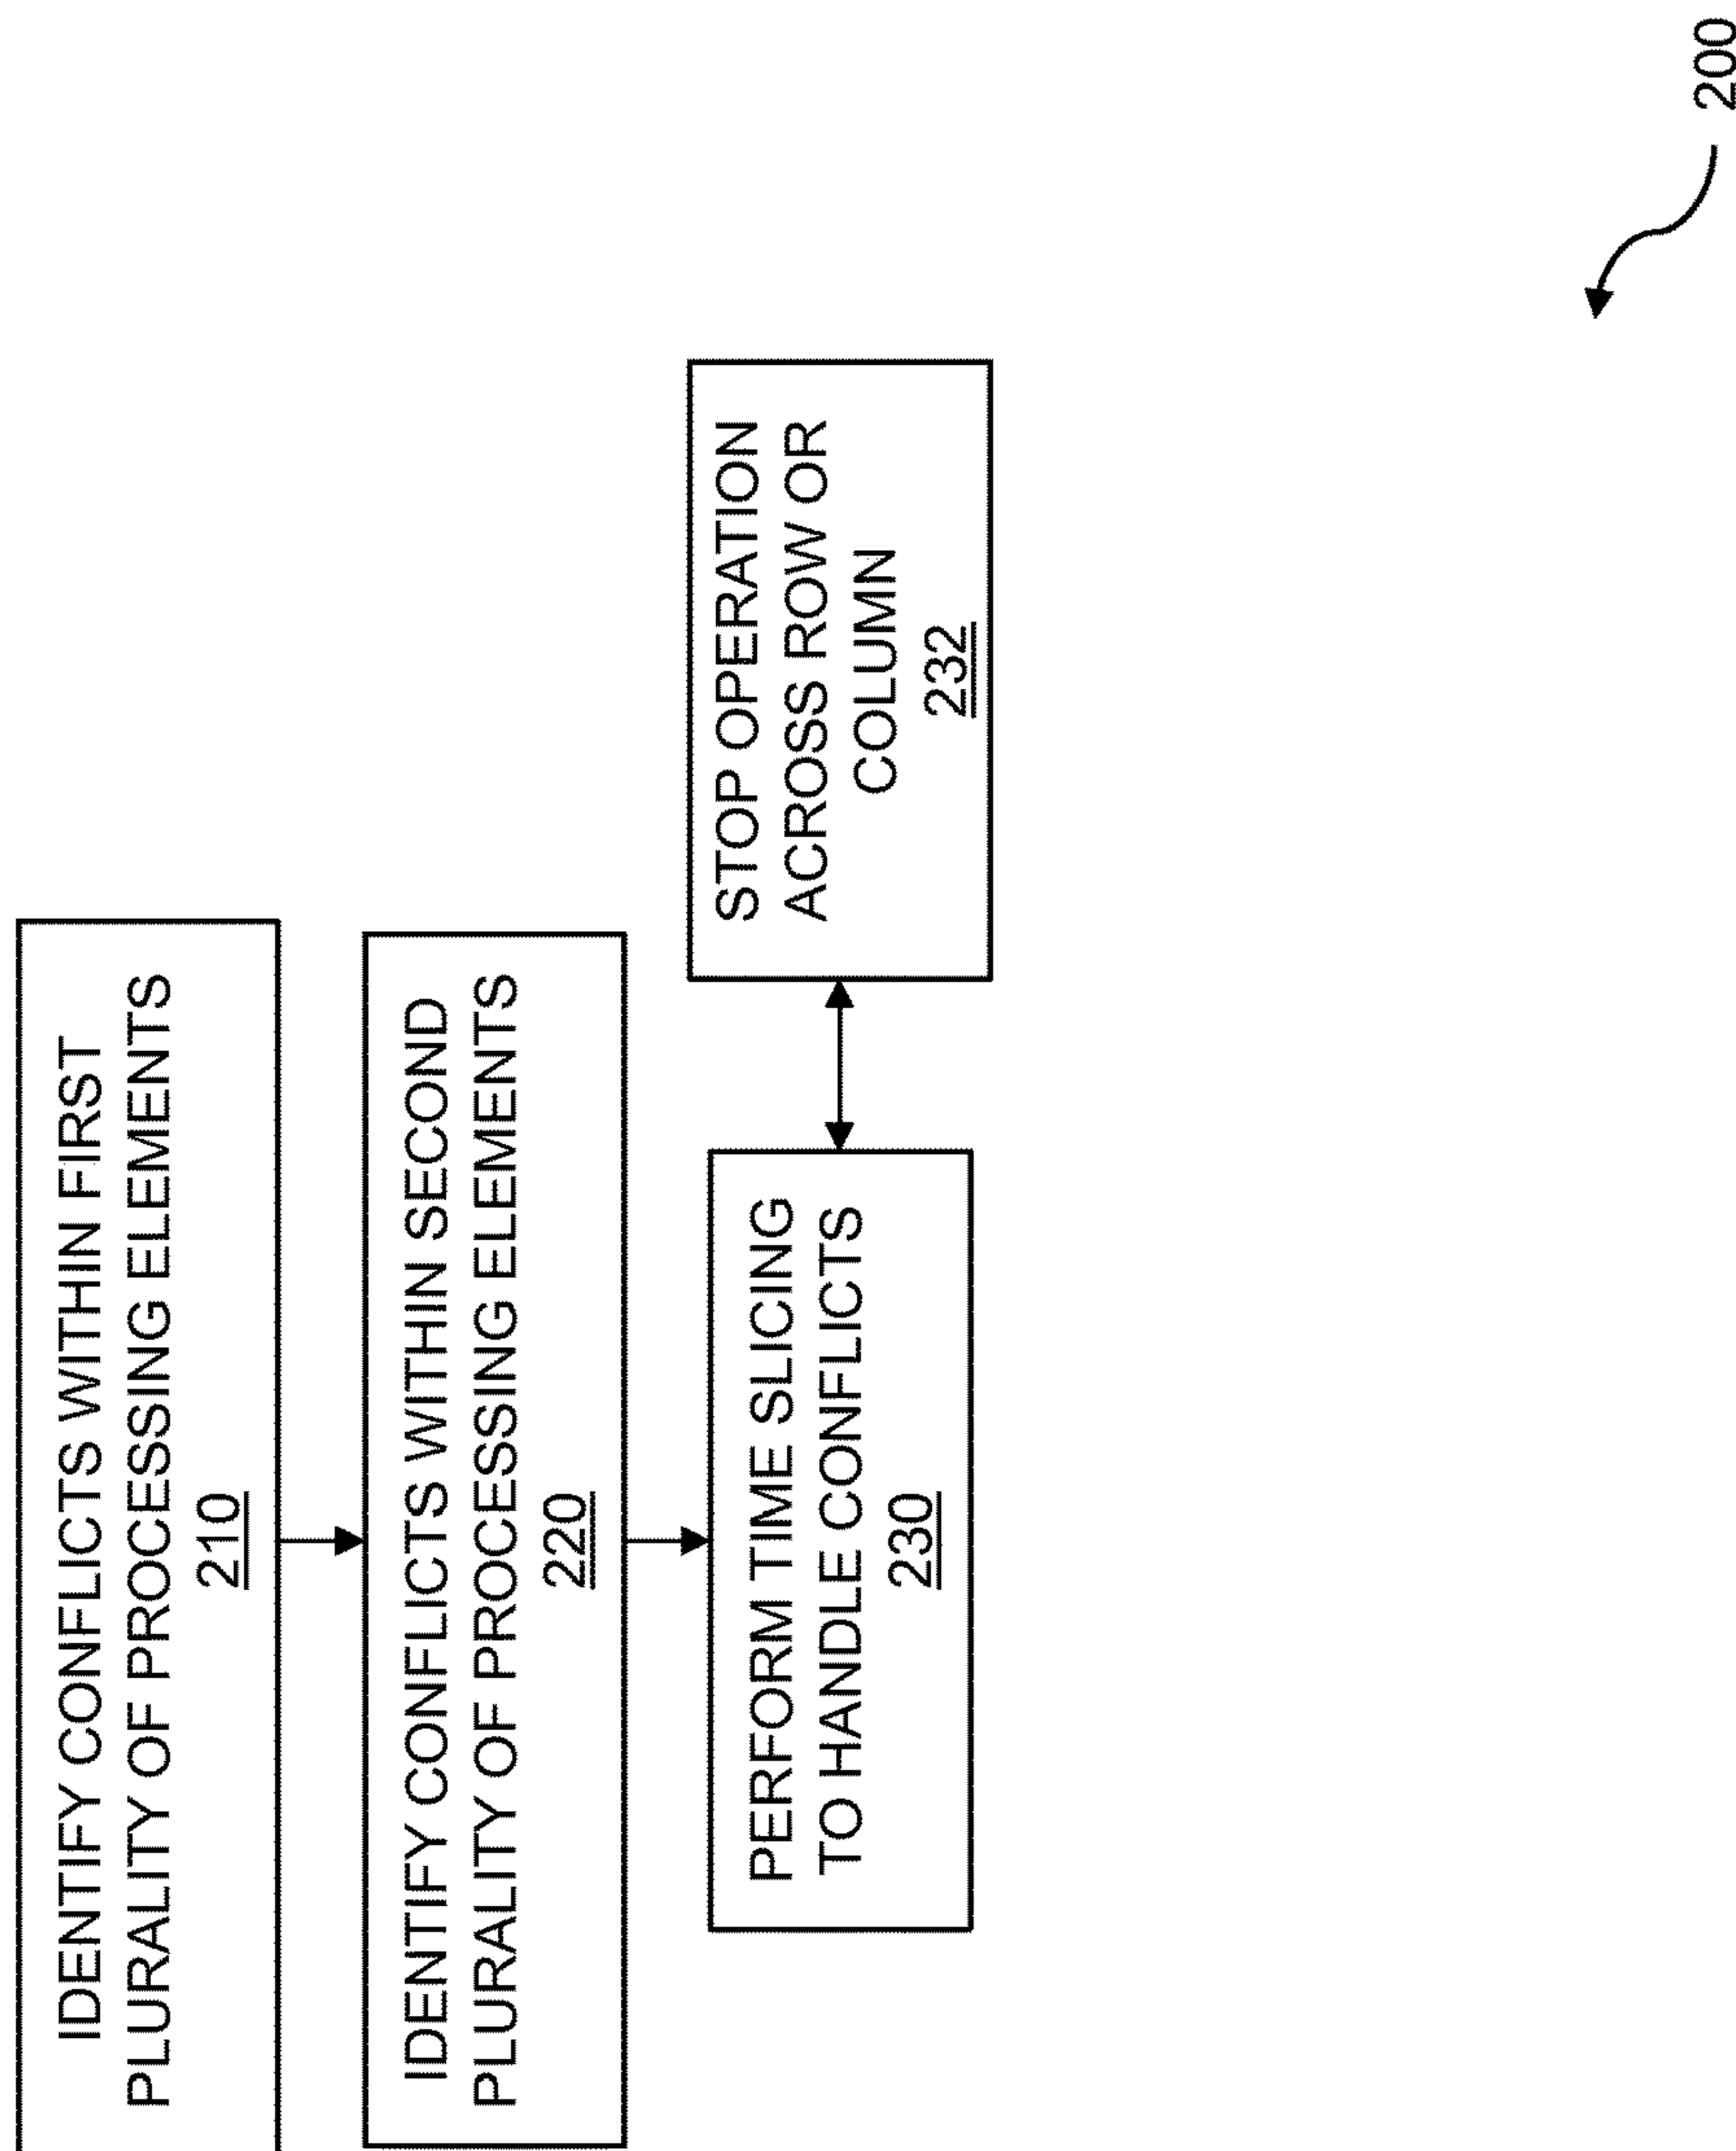 IDENTIFY CONFLICTS WITHIN FIRST
PLURALITY OF PROCESSING ELEMENTS
210
IDENTIFY CONFLICTS WITHIN SECOND
PLURALITY OF PROCESSING ELEMENTS
220
PERFORM TIME SLICING
TO HANDLE CONFLICTS
230
STOP OPERATION
ACROSS ROW OR
COLUMN
232
200